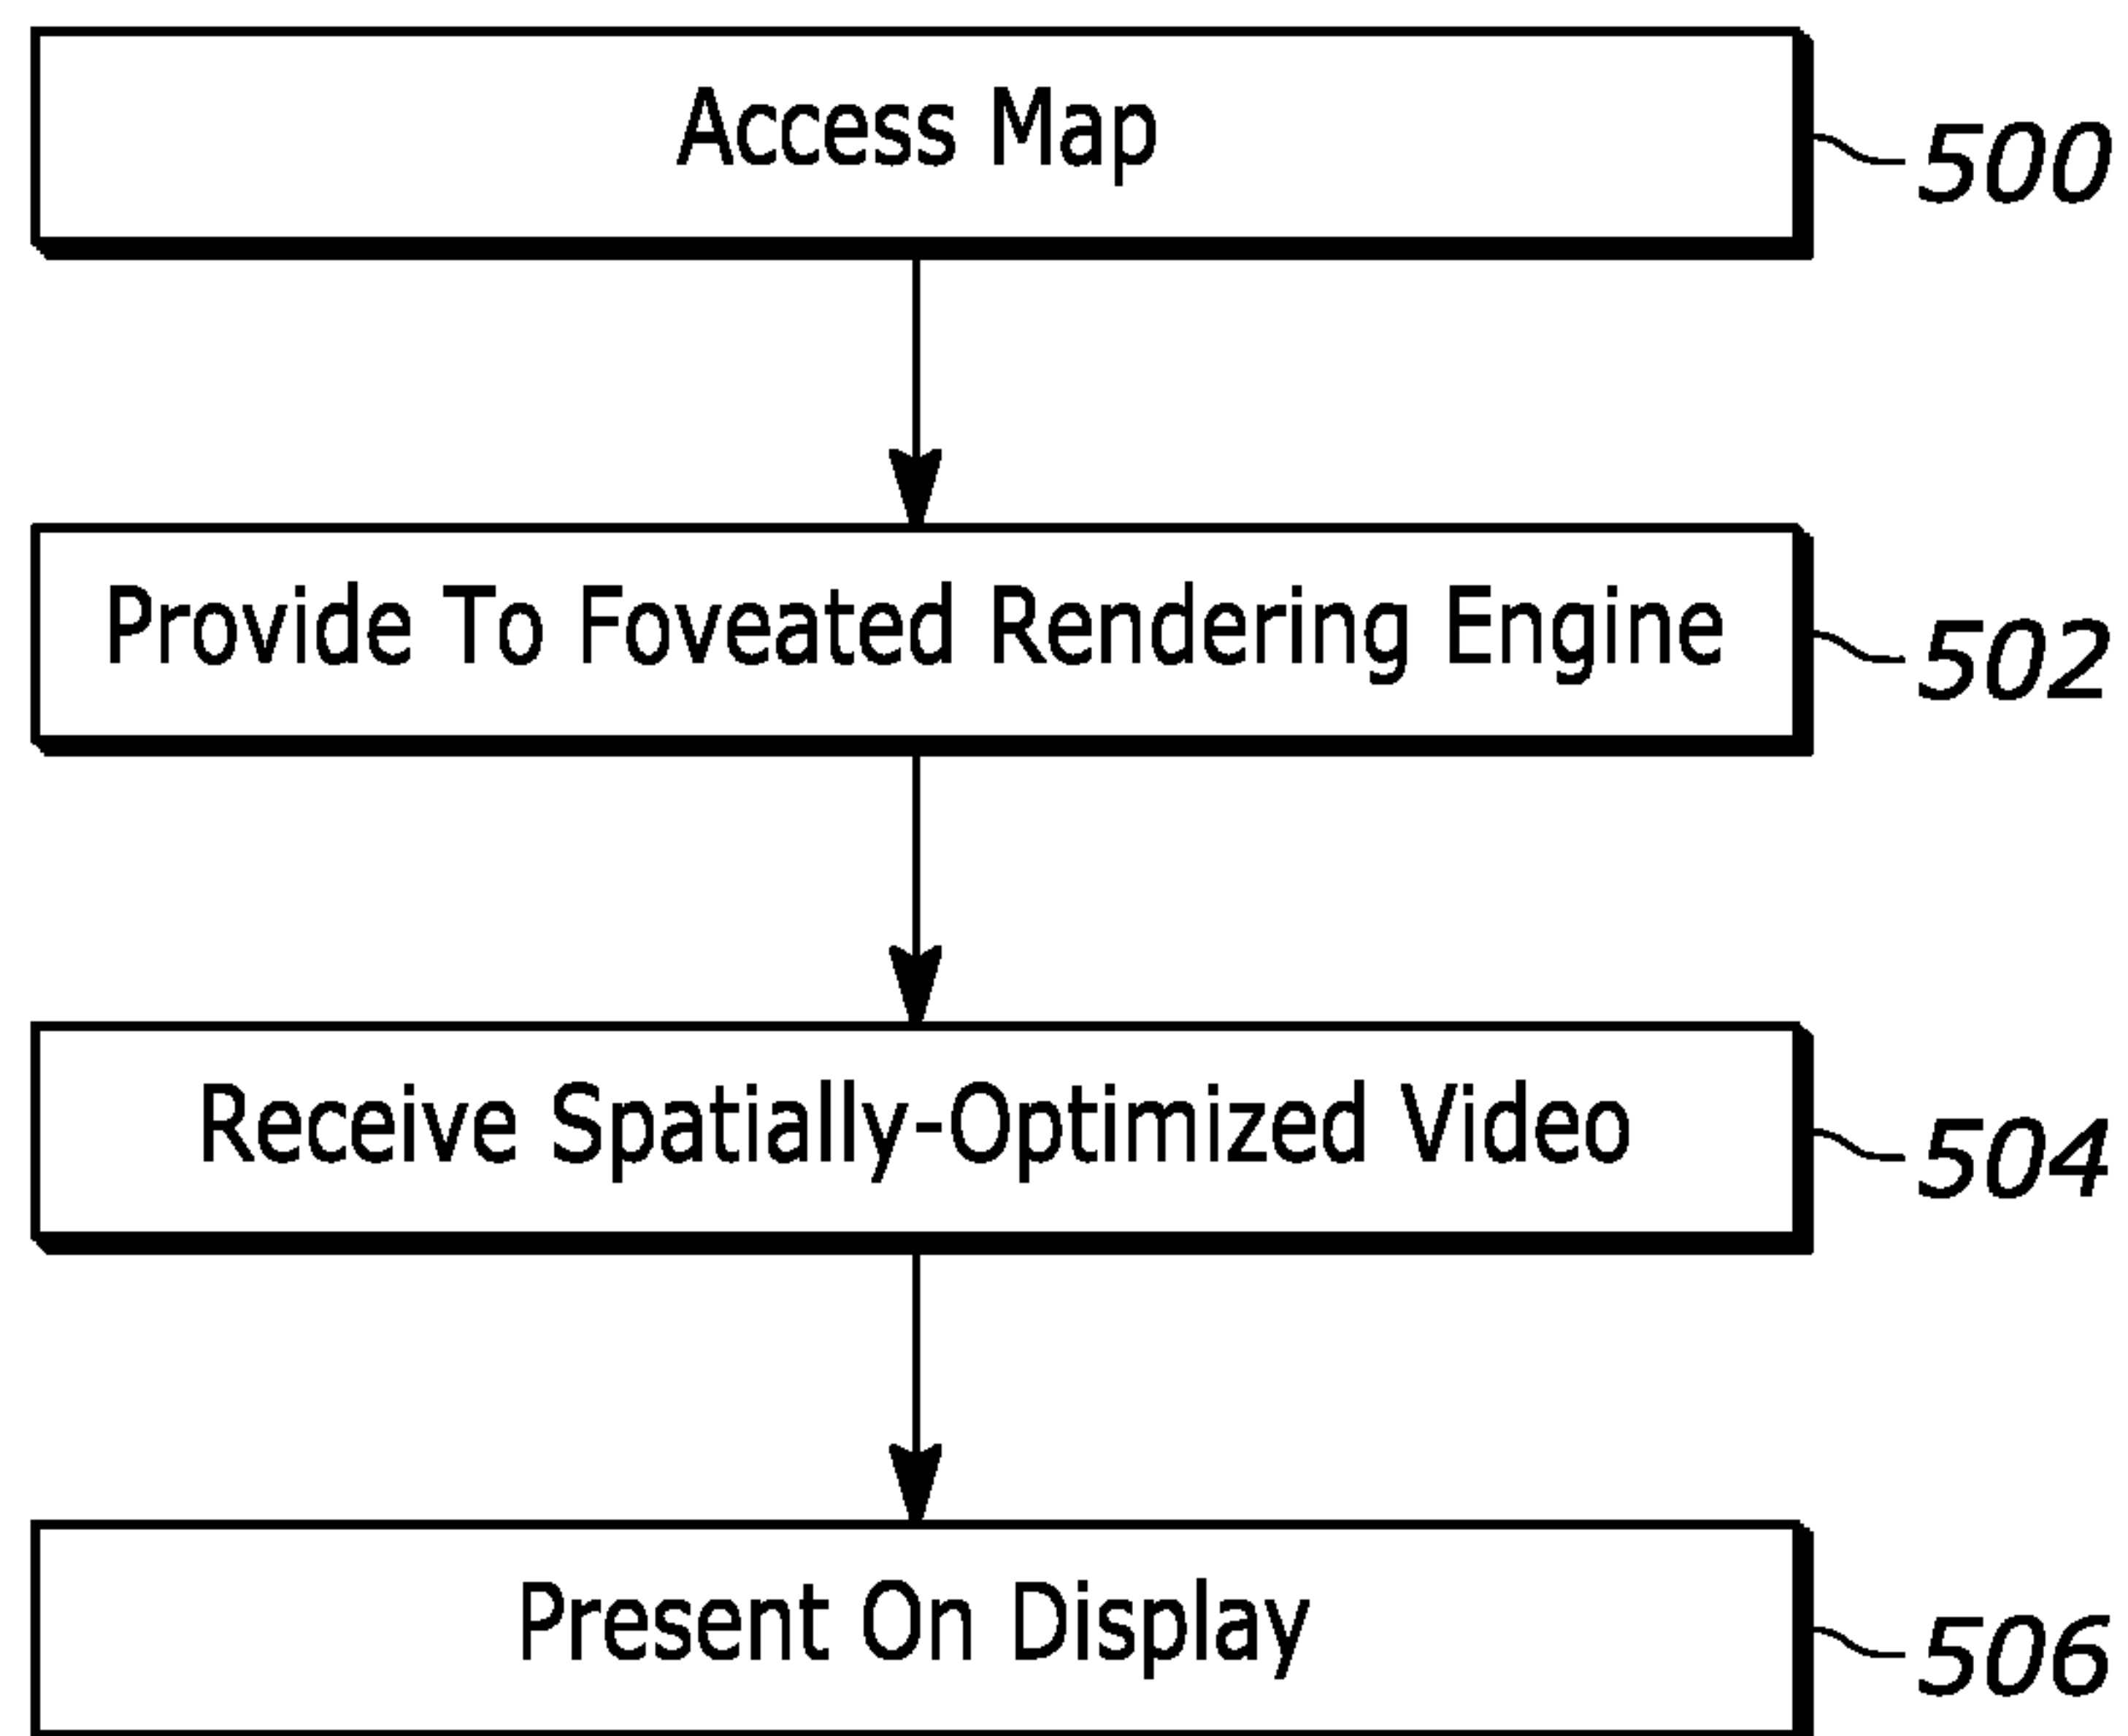 Access Map
500
Provide To Foveated Rendering Engine
502
Receive Spatially-Optimized Video
504
Present On Display
506